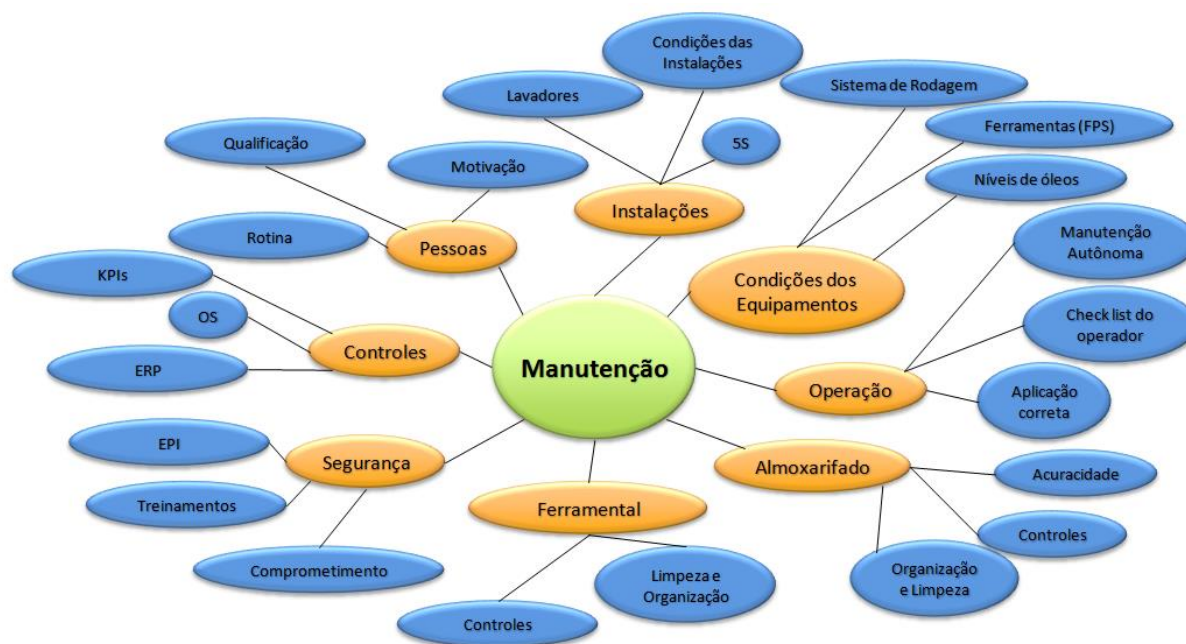 Condições das
Instalações
Lavadores
Sistema de Rodagem
Ferramentas (FPS)
5S
Qualificação
Motivação
Níveis de óleos
Instalações
Rotina
Pessoas
Manutenção
Autônoma
KPIs
Condições dos
Equipamentos
OS
Controles
Check list do
operador
ERP
Manutenção
Operação
Aplicação
correta
EPI
Segurança
Almoxarifado
Acuracidade
Treinamentos
Ferramental
Controles
Comprometimento
Limpeza e
Organização
Organização
e Limpeza
Controles